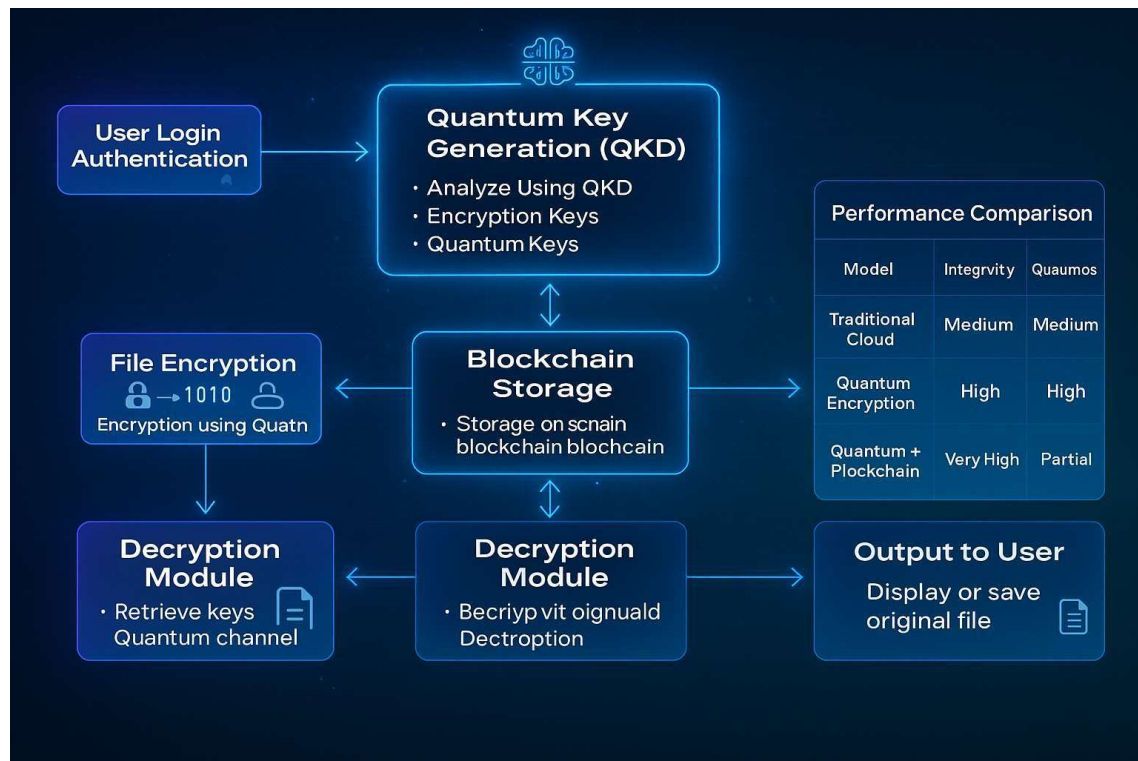 User Login
Authentication
Quantum Key
Generation (QKD)
• Analyze Using QKD
• Encryption Keys
• Quantum Keys
Performance Comparison
Model Integrvity Quaumos
Traditional
Cloud
Medium Medium
Quantum
Encryption
High High
Quantum +
Plockchain
Very High Partial
File Encryption
1010
Encryption using Quatn
Blockchain
Storage
• Storage on scnain
blockchain blochcain
Decryption
Module
• Retrieve keys
Quantum channel
Decryption
Module
• Becriyp vit oignuald
Dectroption
Output to User
Display or save
original file